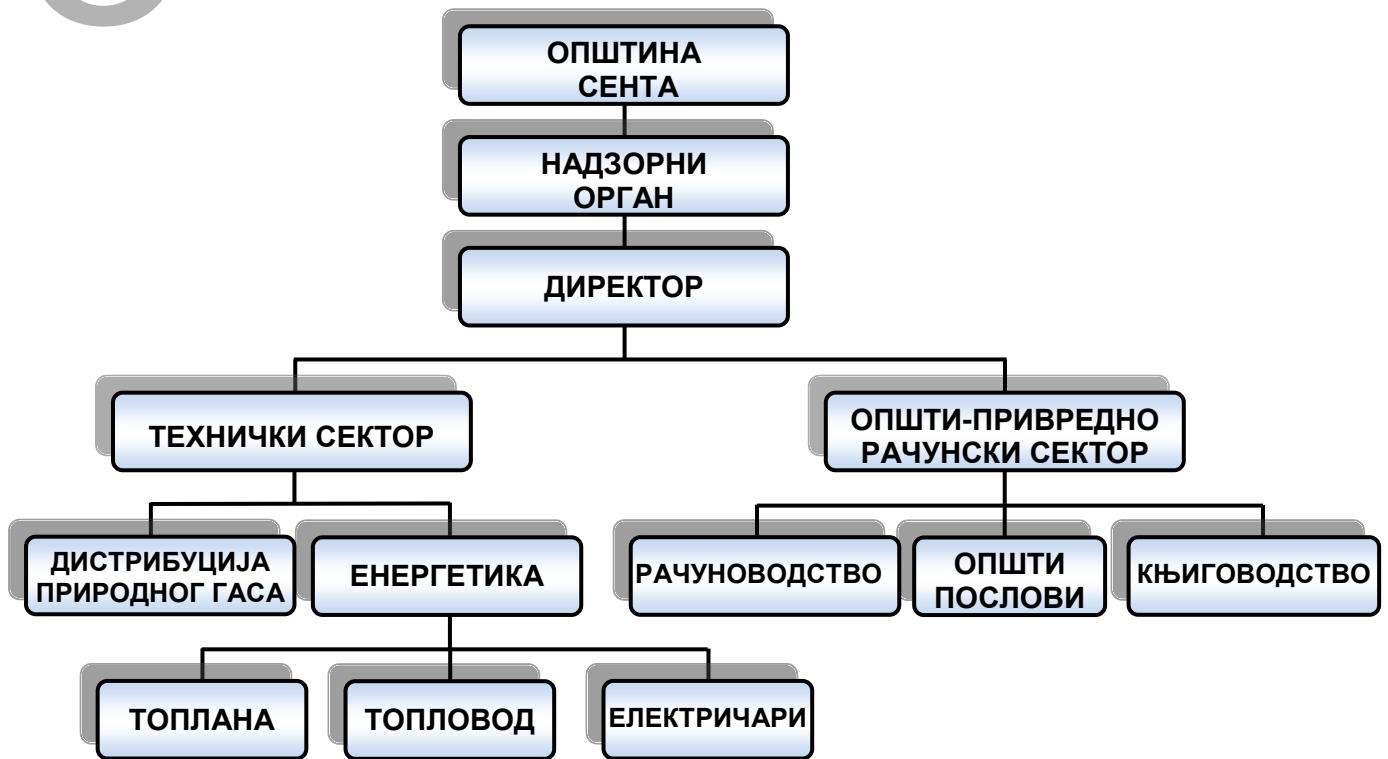 ОПШТИНА
СЕНТА
НАДЗОРНИ
ОРГАН
ДИРЕКТОР
ТЕХНИЧКИ СЕКТОР
ОПШТИ-ПРИВРЕДНО
РАЧУНСКИ СЕКТОР
ДИСТРИБУЦИЈА
ПРИРОДНОГ ГАСА
ЕНЕРГЕТИКА
РАЧУНОВОДСТВО
ОПШТИ
ПОСЛОВИ
КЊИГОВОДСТВО
ТОПЛАНА
ТОПЛОВОД
ЕЛЕКТРИЧАРИ